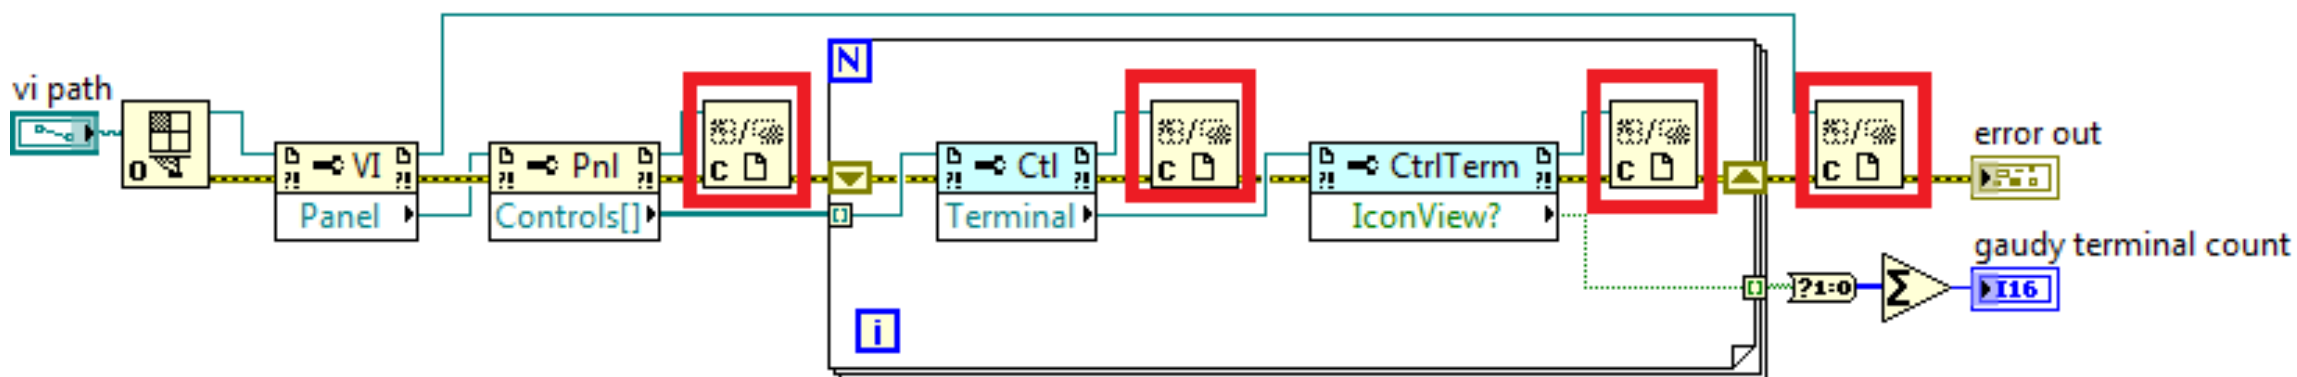 vi path
O
VI
Panel
Pnl
Controls[]
C
N
i
Ctl
Terminal
C
CtrlTerm
IconView?
C
C
error out
gaudy terminal count
?1:0
Σ
I16